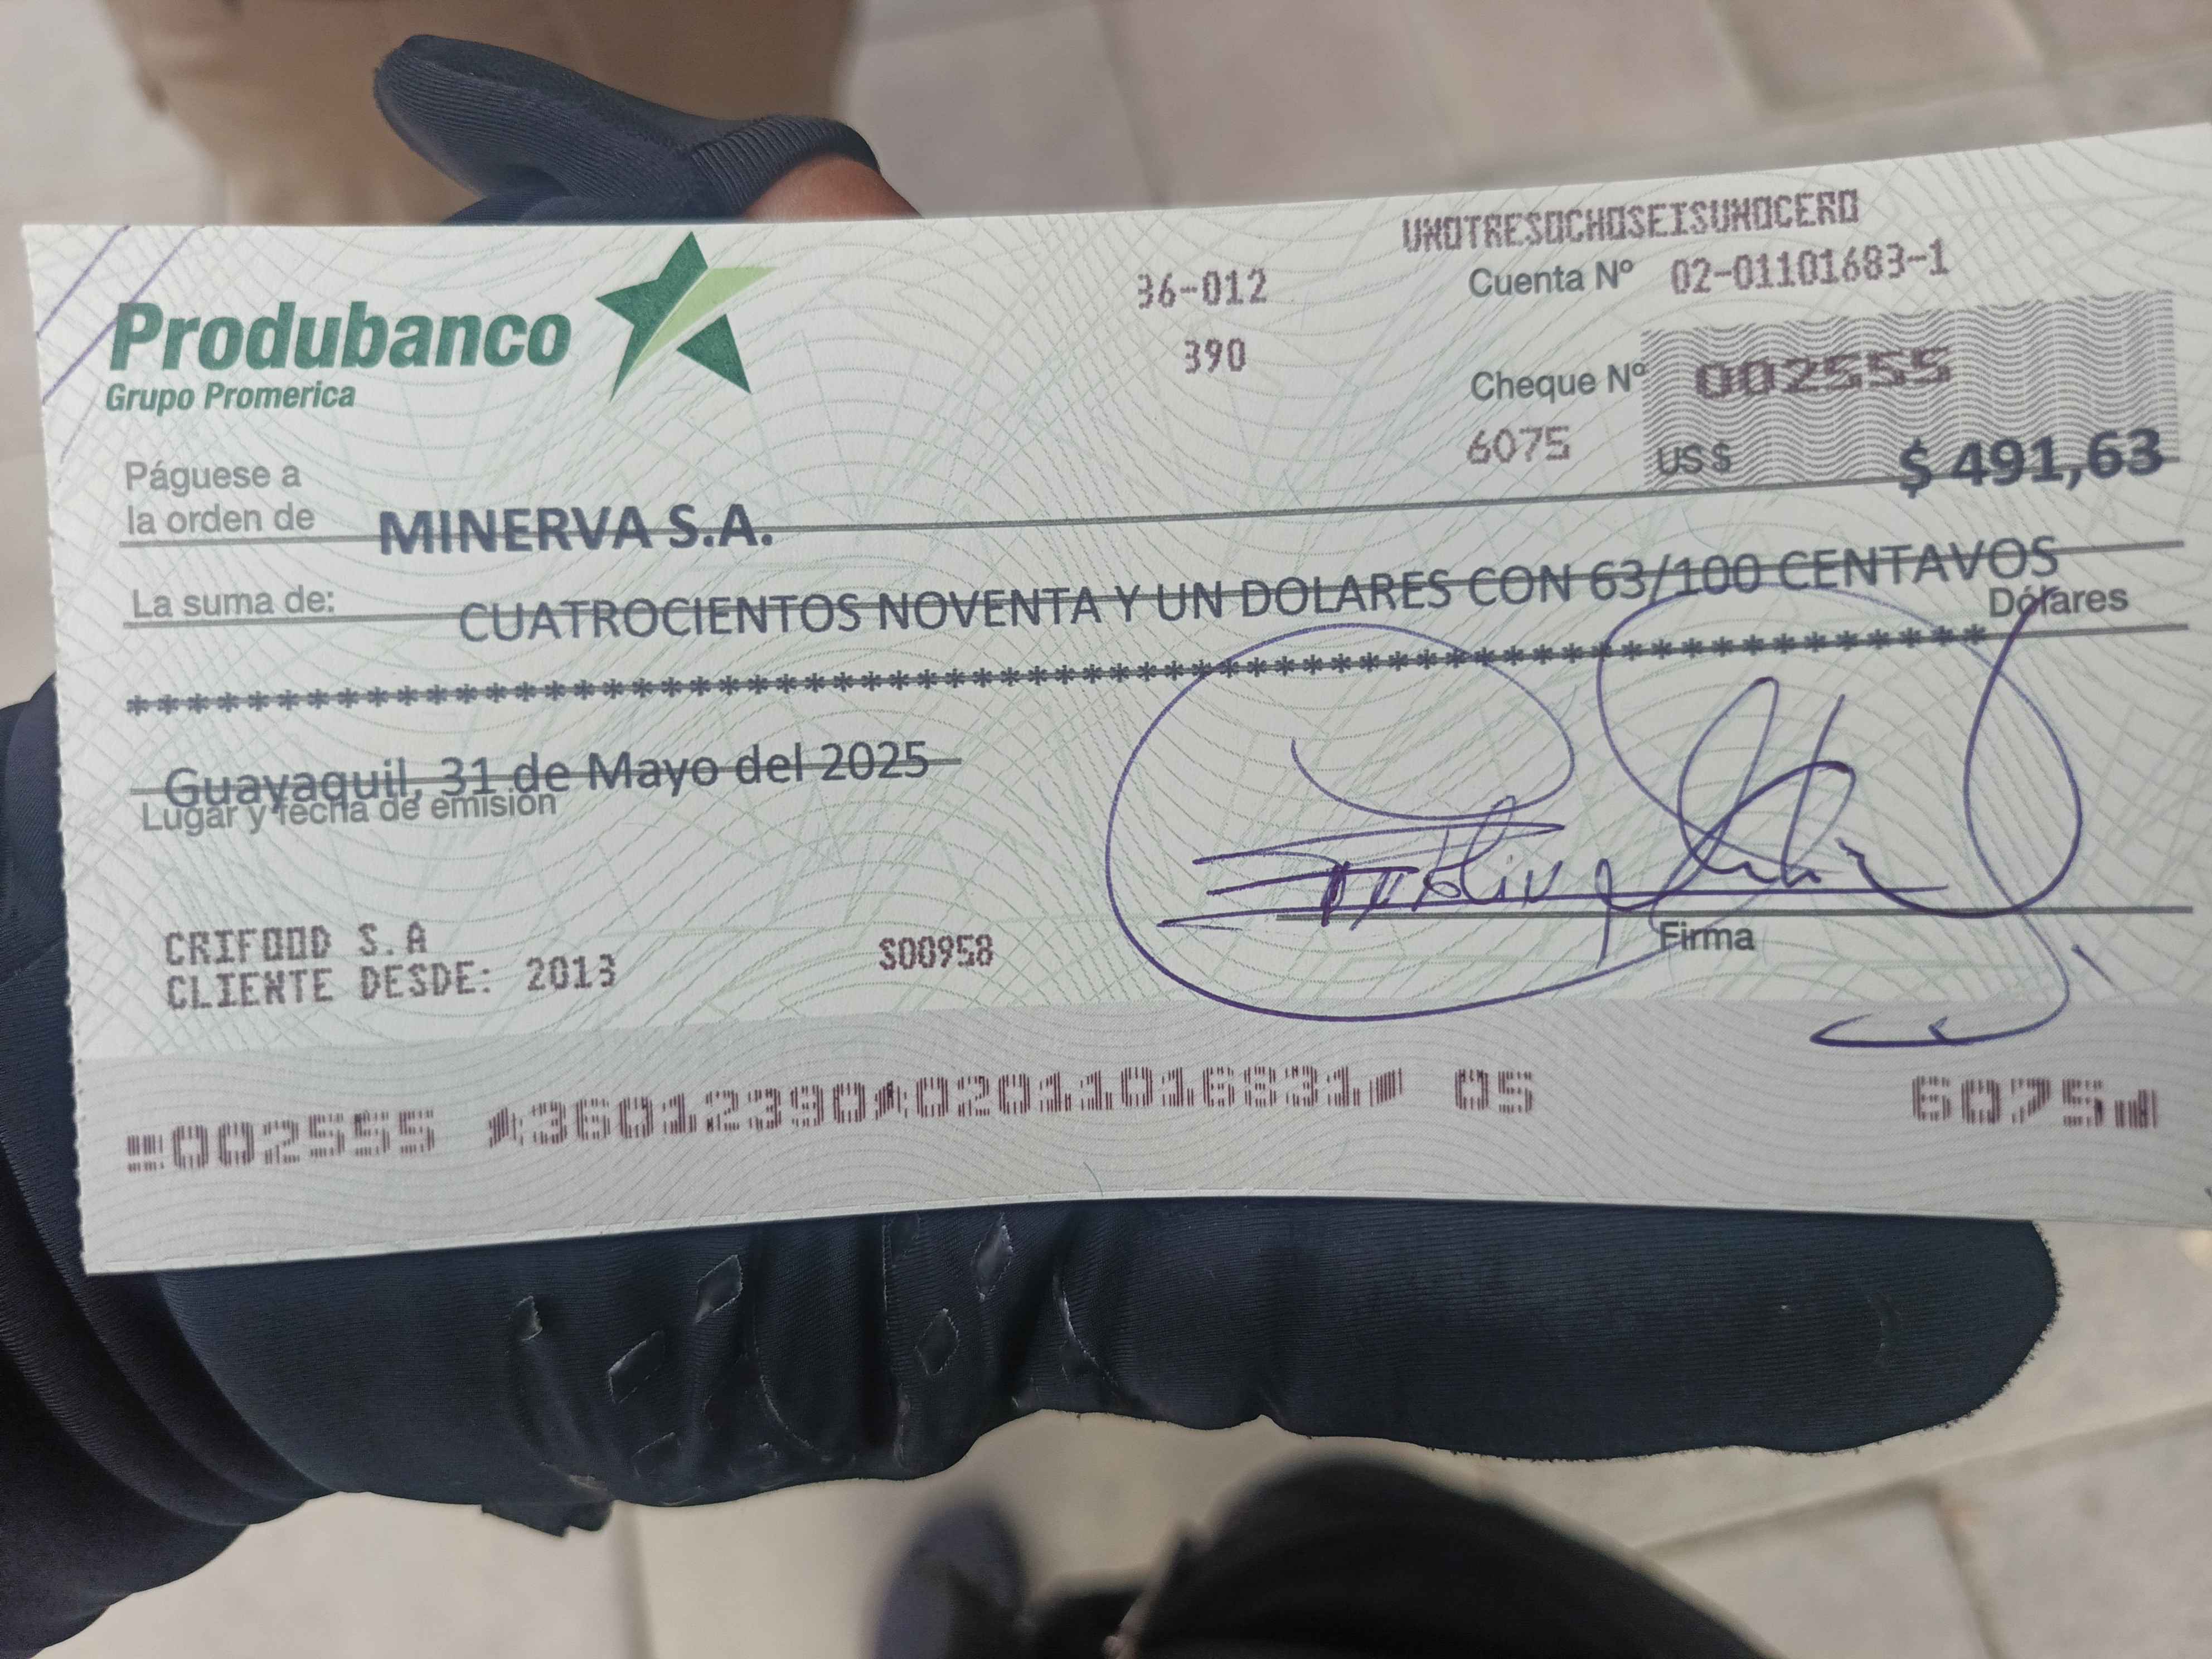 Produbanco
Grupo Promerica
36-012
390
UNOTRESOCHOSEISUNOCERO
Cuenta Nº 02-01101683-1
Cheque Nº 002555
6075 US $ $ 491,63
Páguese a
la orden de MINERVA S.A.
La suma de: CUATROCIENTOS NOVENTA Y UN DOLARES CON 63/100 CENTAVOS
Dólares
Guayaquil, 31 de Mayo del 2025
Lugar y fecha de emisión
CRIFOOD S.A
CLIENTE DESDE: 2013
S00958
Firma
002555 36012390 02011016831 05 6075